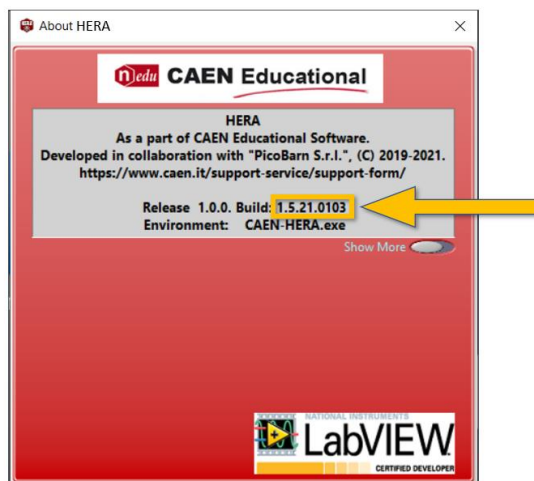 About HERA
n edu CAEN Educational
HERA
As a part of CAEN Educational Software.
Developed in collaboration with "PicoBarn S.r.l.", (C) 2019-2021.
https://www.caen.it/support-service/support-form/
Release 1.0.0. Build: 1.5.21.0103
Environment: CAEN-HERA.exe
Show More
NATIONAL INSTRUMENTS
LabVIEW
CERTIFIED DEVELOPER